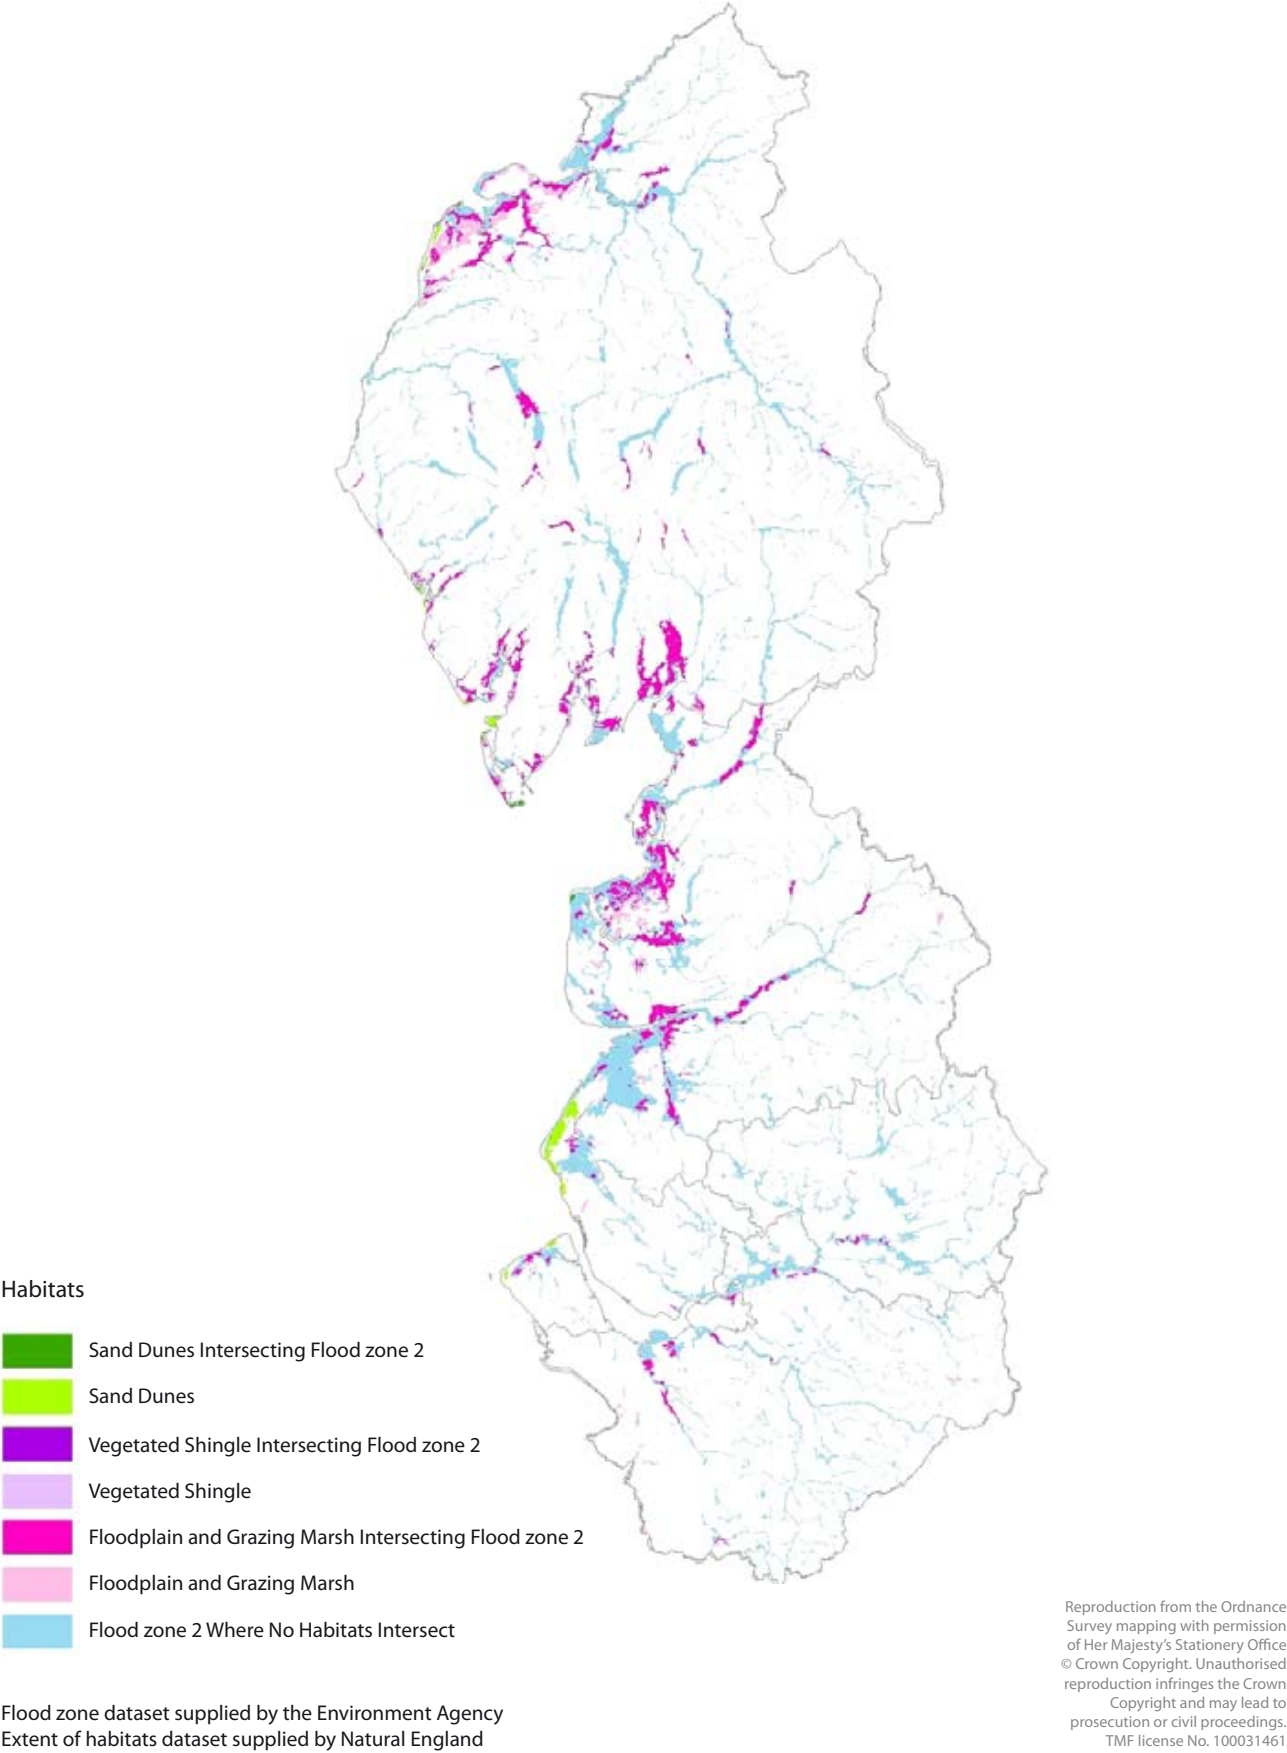 Habitats
Sand Dunes Intersecting Flood zone 2
Sand Dunes
Vegetated Shingle Intersecting Flood zone 2
Vegetated Shingle
Floodplain and Grazing Marsh Intersecting Flood zone 2
Floodplain and Grazing Marsh
Flood zone 2 Where No Habitats Intersect
Flood zone dataset supplied by the Environment Agency
Extent of habitats dataset supplied by Natural England
Reproduction from the Ordnance
Survey mapping with permission
of Her Majesty's Stationery Office
© Crown Copyright. Unauthorised
reproduction infringes the Crown
Copyright and may lead to
prosecution or civil proceedings.
TMF license No. 100031461